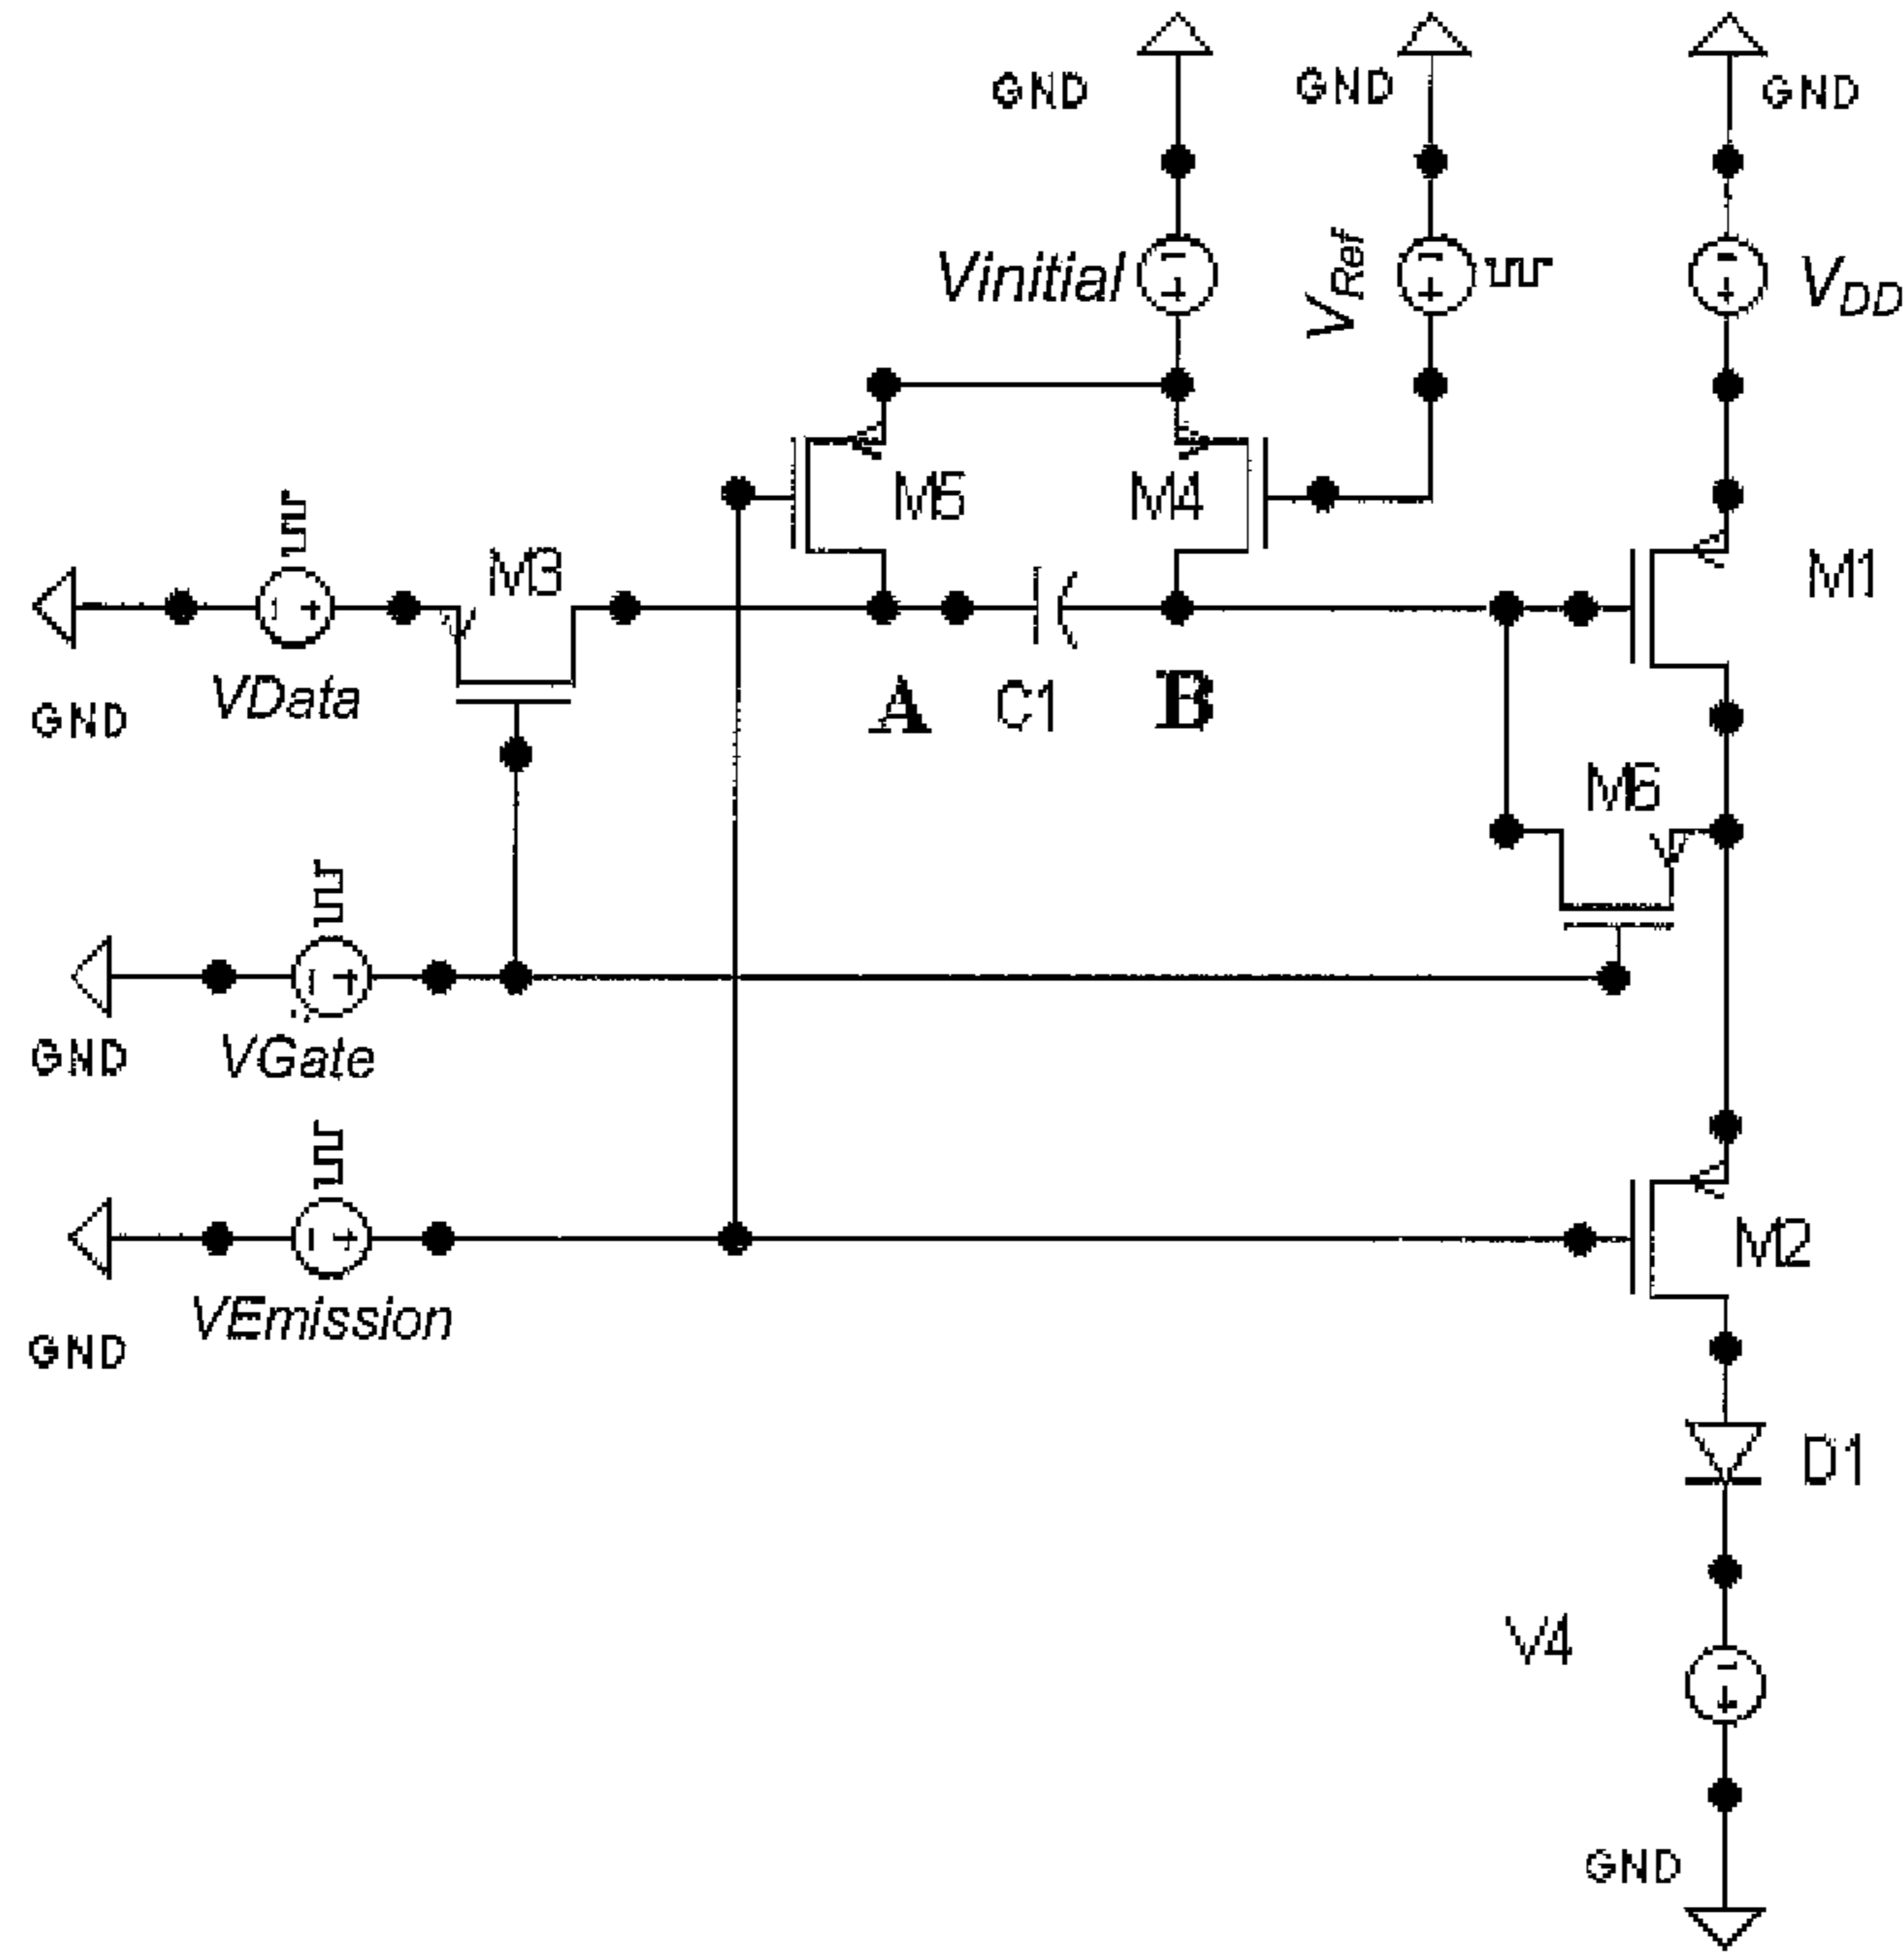 GND
GND
GND
Vinitial
VRef
VDD
M5
M4
M3
M1
VData
GND
A
C1
B
M6
GND
VGate
VEmission
GND
M2
D1
V4
GND